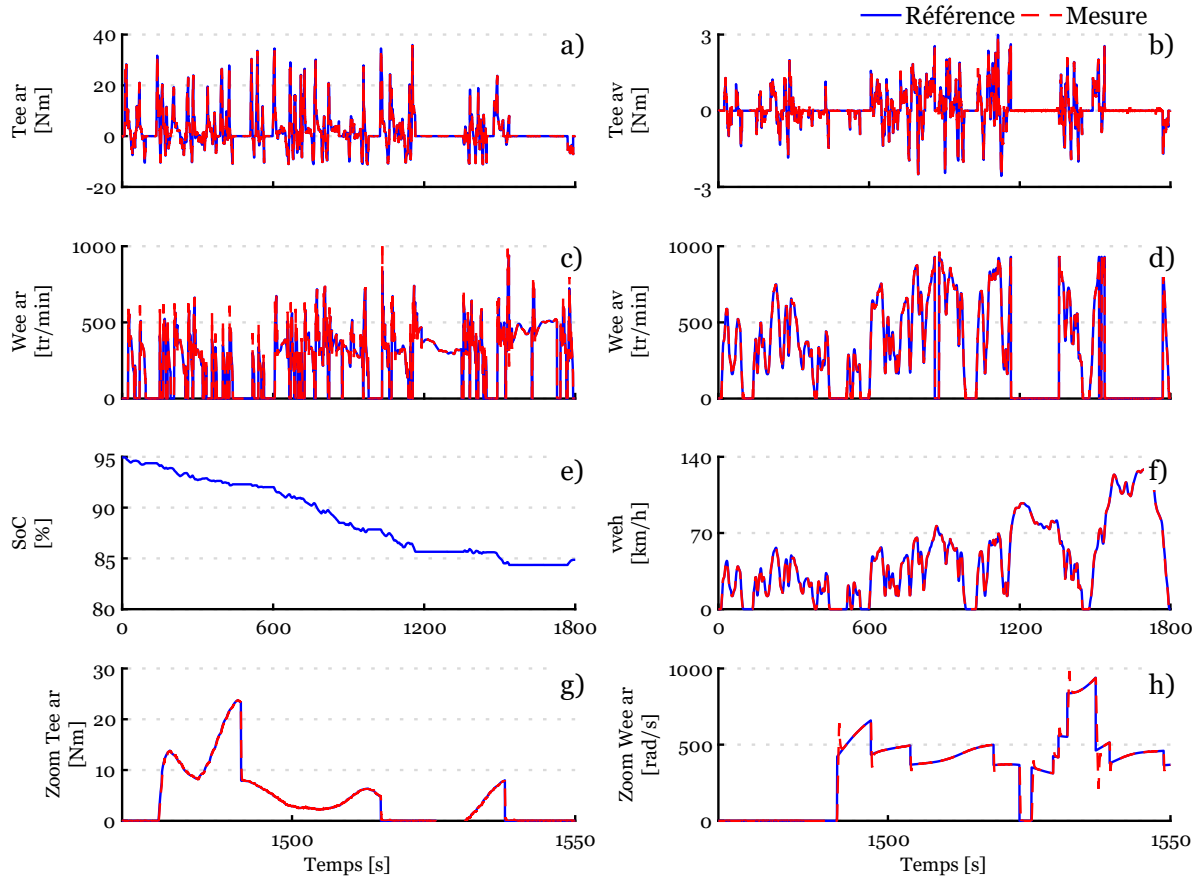 Référence Mesure
a)
40
20
0
-20
Tee ar
[Nm]
b)
3
0
-3
Tee av
[Nm]
c)
1000
500
0
Wee ar
[tr/min]
d)
1000
500
0
Wee av
[tr/min]
e)
95
90
85
80
SoC
[%]
0 600 1200 1800
f)
140
70
0
vveh
[km/h]
0 600 1200 1800
g)
30
20
10
0
Zoom Tee ar
[Nm]
1500 1550
Temps [s]
h)
1000
500
0
Zoom Wee ar
[rad/s]
1500 1550
Temps [s]